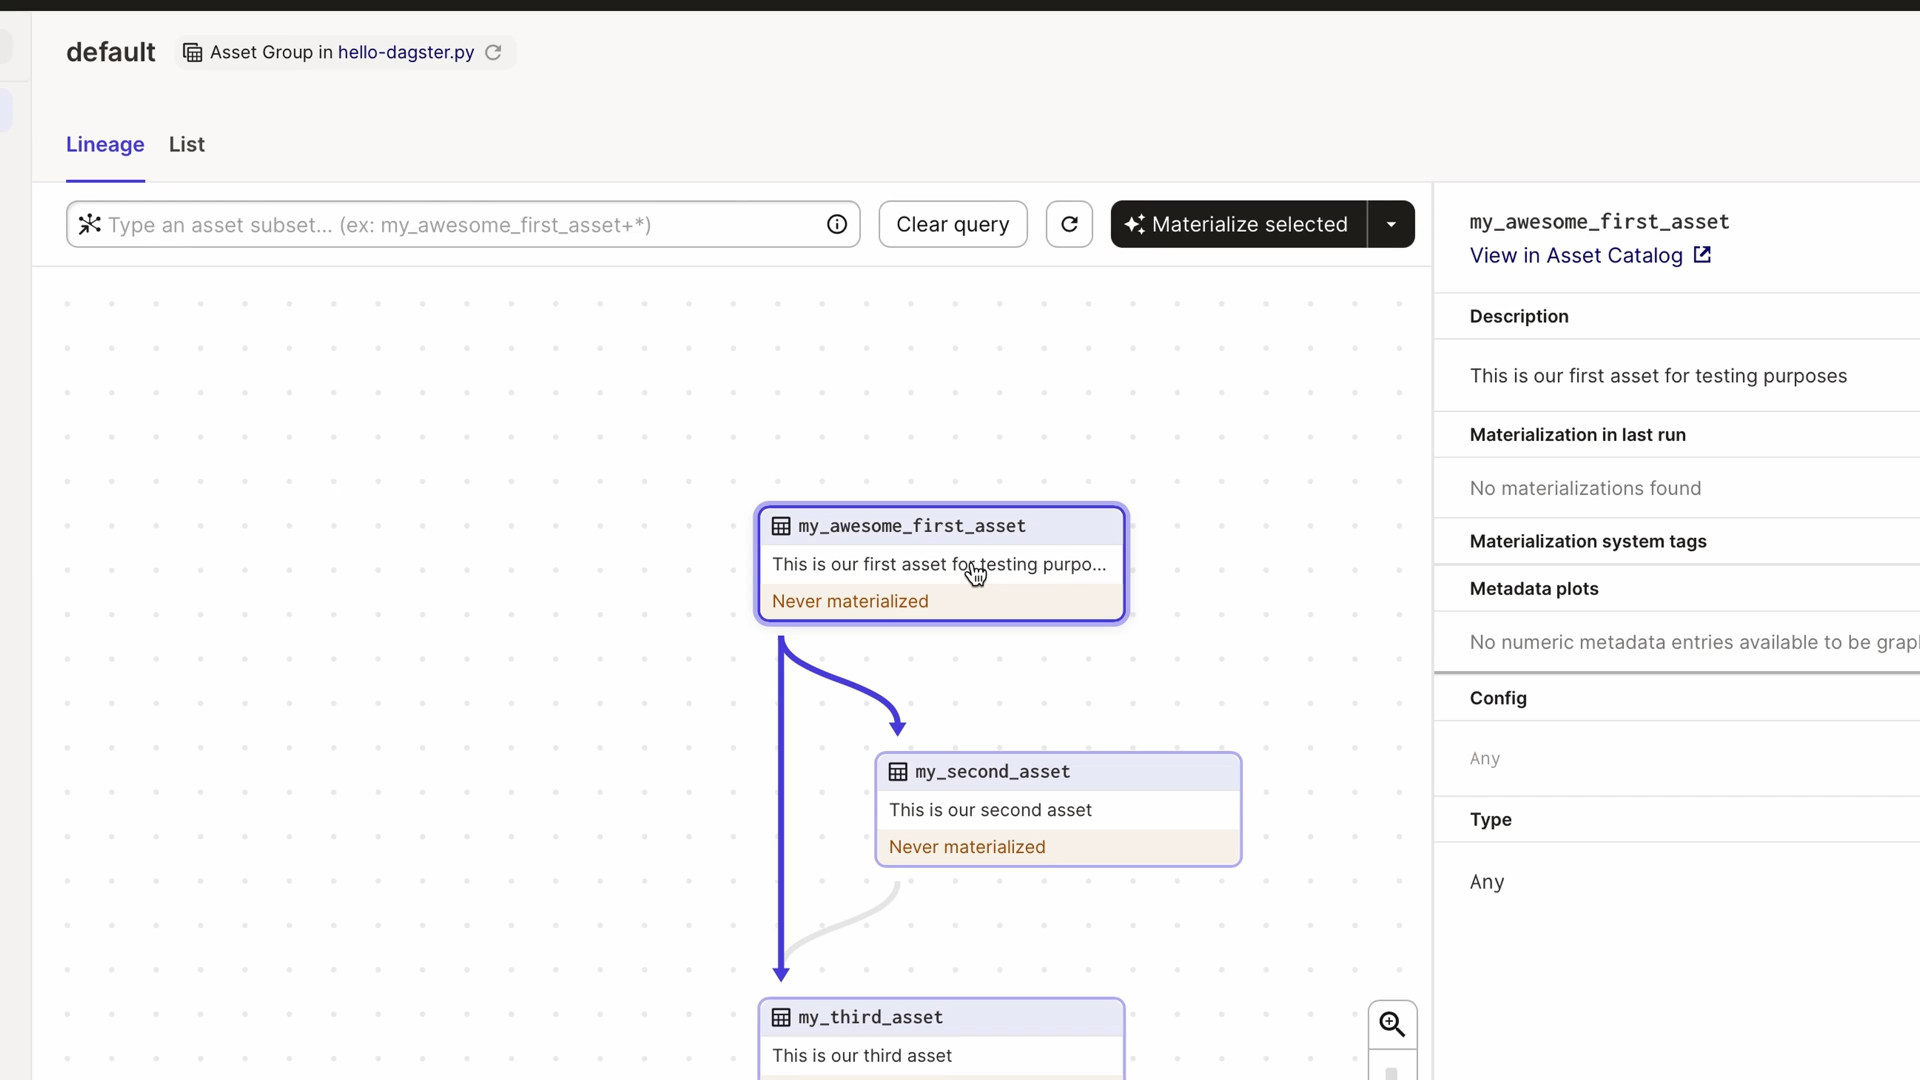 default
Asset Group in hello-dagster.py
Lineage
List
Type an asset subset... (ex: my_awesome_first_asset+*)
Clear query
Materialize selected
my_awesome_first_asset
This is our first asset for testing purpo...
Never materialized
my_second_asset
This is our second asset
Never materialized
my_third_asset
This is our third asset
my_awesome_first_asset
View in Asset Catalog
Description
This is our first asset for testing purposes
Materialization in last run
No materializations found
Materialization system tags
Metadata plots
No numeric metadata entries available to be grap
Config
Any
Type
Any